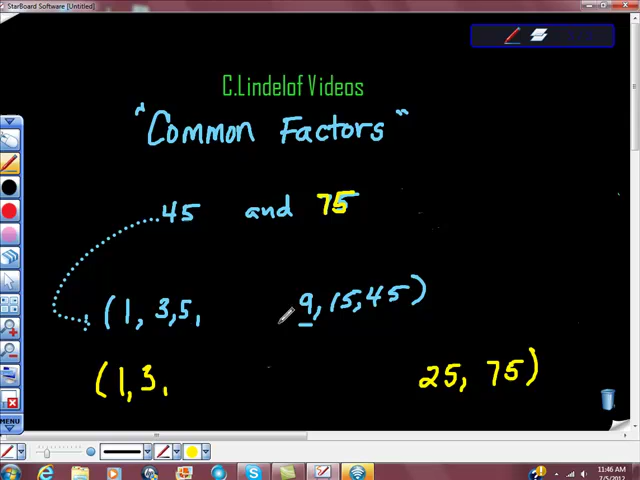 StarBoard Software [Untitled]
C.Lindelof Videos
"Common Factors"
45 and 75
(1, 3,5, 9, 15, 45)
(1, 3, 25, 75)
MENU
11:46 AM
7/5/2012